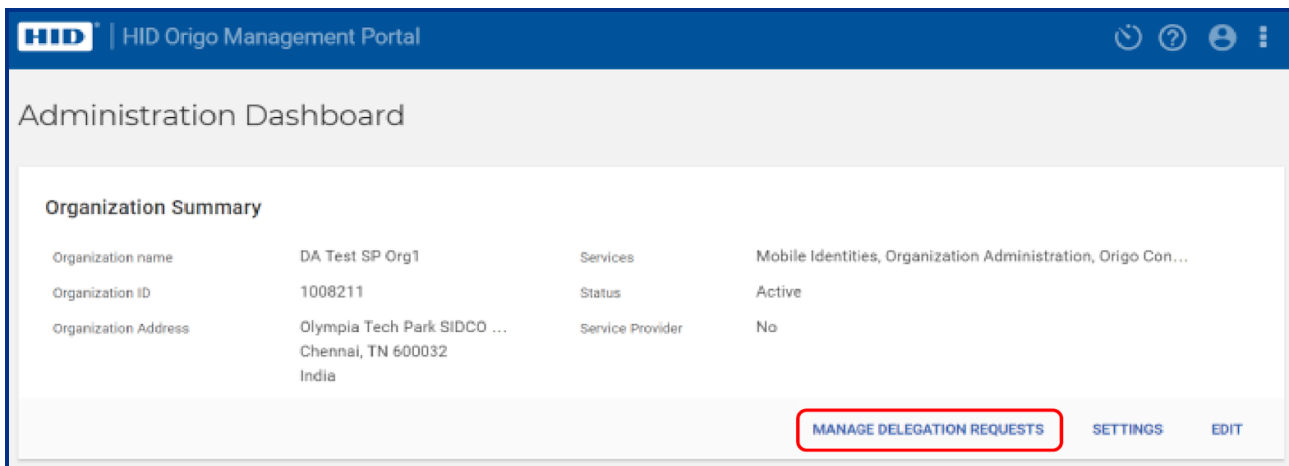 HID | HID Origo Management Portal
Administration Dashboard
Organization Summary
Organization name DA Test SP Org1 Services Mobile Identities, Organization Administration, Origo Con...
Organization ID 1008211 Status Active
Organization Address Olympia Tech Park SIDCO ... Service Provider No
Chennai, TN 600032
India
MANAGE DELEGATION REQUESTS SETTINGS EDIT